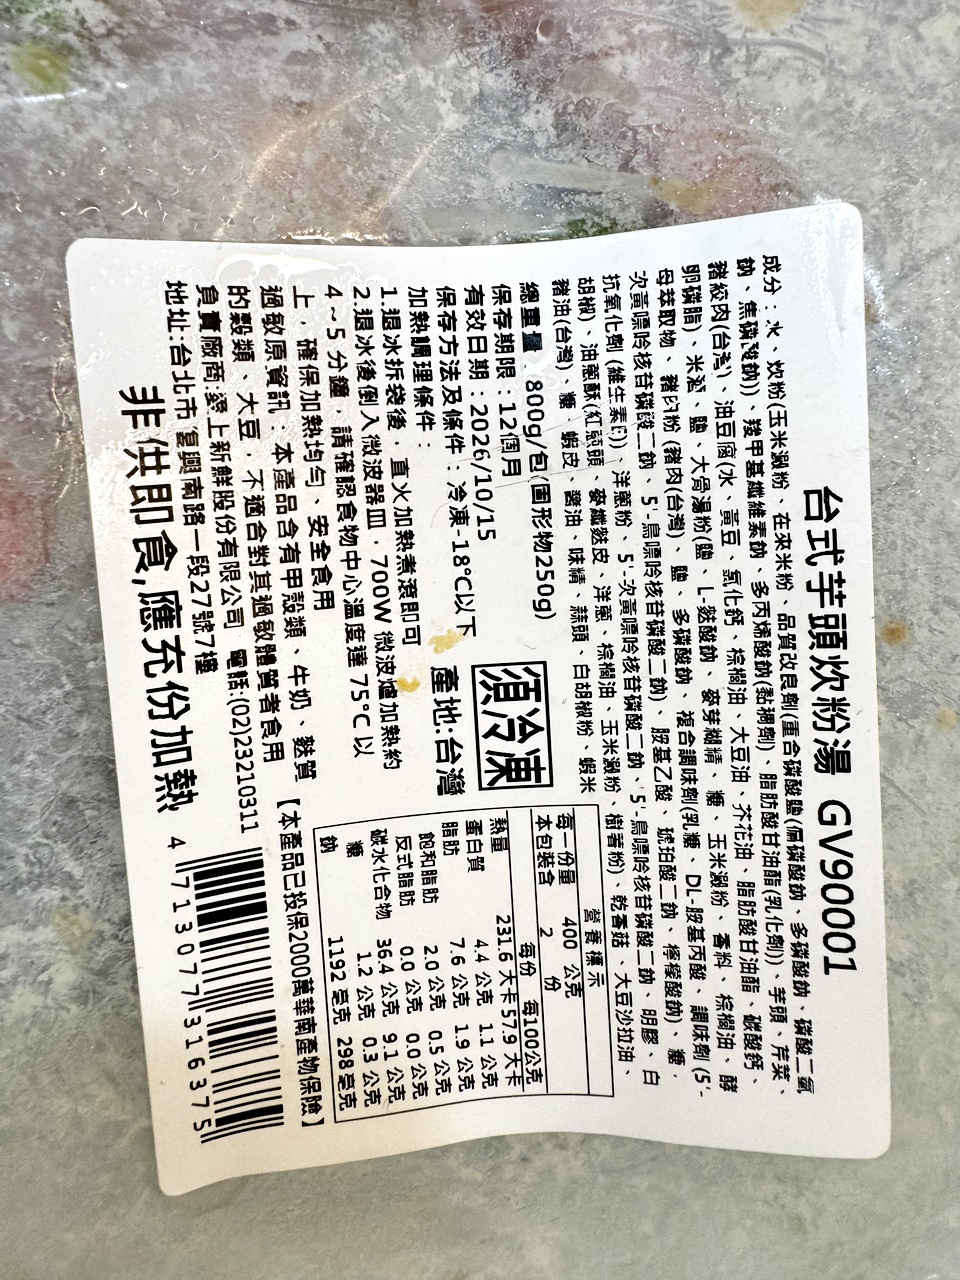 台式芋頭炊粉湯 GV90001
成分：水、炊粉(玉米澱粉、在來米粉、品質改良劑(重合磷酸鹽(偏磷酸鈉、多磷酸鈉、磷酸二氫
鈉、焦磷酸鈉))、羧甲基纖維素鈉、多丙烯酸鈉(黏稠劑)、脂肪酸甘油酯(乳化劑))、芋頭、芹菜、
豬絞肉(台灣)、油豆腐(水、黃豆、氯化鈣、棕櫚油、大豆油、芥花油、脂肪酸甘油酯、碳酸鈣、
卵磷脂)、米酒、鹽、大骨湯粉(鹽、L-麩酸鈉、麥芽糊精、糖、玉米澱粉、香料、棕櫚油、酵
母萃取物、豬肉粉(豬肉(台灣)、鹽、多磷酸鈉、複合調味劑(乳糖、DL-胺基丙酸、調味劑(5'-
次黃嘌呤核苷磷酸二鈉、5'-鳥嘌呤核苷磷酸二鈉)、胺基乙酸、琥珀酸二鈉、檸檬酸鈉)、糖、
抗氧化劑(維生素E))、洋蔥粉、5'-次黃嘌呤核苷磷酸二鈉、5'-鳥嘌呤核苷磷酸二鈉、明膠、白
胡椒)、油蔥酥(紅蔥頭、麥纖麩皮、洋蔥、棕櫚油、玉米澱粉、樹薯粉)、乾香菇、大豆沙拉油、
豬油(台灣)、糖、蝦皮、醬油、味精、蒜頭、白胡椒粉、蝦米
總重量：800g/包(固形物250g)
保存期限：12個月
有效日期：2026/10/15
保存方法及條件：冷凍-18°C以下
加熱調理條件：
1.退冰拆袋後，直火加熱煮滾即可
2.退冰後倒入微波器皿，700W 微波爐加熱約
4~5 分鐘，請確認食物中心溫度達 75°C 以
上，確保加熱均勻、安全食用
過敏原資訊：本產品含有甲殼類、牛奶、麩質
的穀類、大豆，不適合對其過敏體質者食用
負責廠商:愛上新鮮股份有限公司 電話:(02)23210311
地址:台北市復興南路一段27號7樓
非供即食,應充份加熱
須冷凍
產地:台灣
營養標示
每一份量 400 公克
本包裝含 2 份
每份 每100公克
熱量 231.6 大卡 57.9 大卡
蛋白質 4.4 公克 1.1 公克
脂肪 7.6 公克 1.9 公克
飽和脂肪 2.0 公克 0.5 公克
反式脂肪 0.0 公克 0.0 公克
碳水化合物 36.4 公克 9.1 公克
糖 1.2 公克 0.3 公克
鈉 1192 毫克 298 毫克
【本產品已投保2000萬華南產物保險】
4 713077 316375